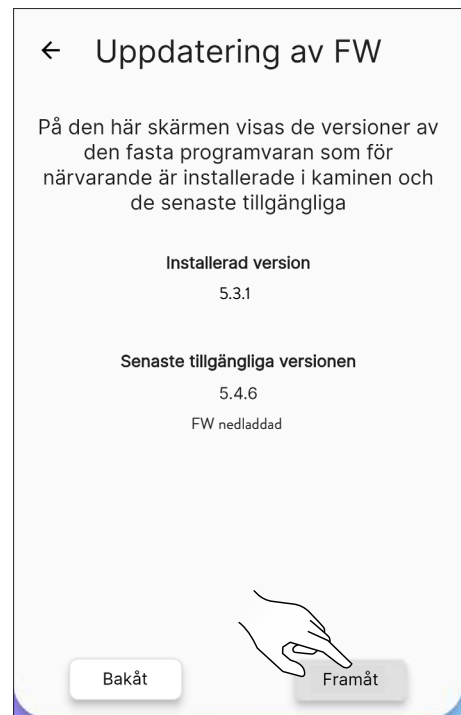 ← Uppdatering av FW
På den här skärmen visas de versioner av
den fasta programvaran som för
närvarande är installerade i kaminen och
de senaste tillgängliga
Installerad version
5.3.1
Senaste tillgängliga versionen
5.4.6
FW nedladdad
Bakåt
Framåt